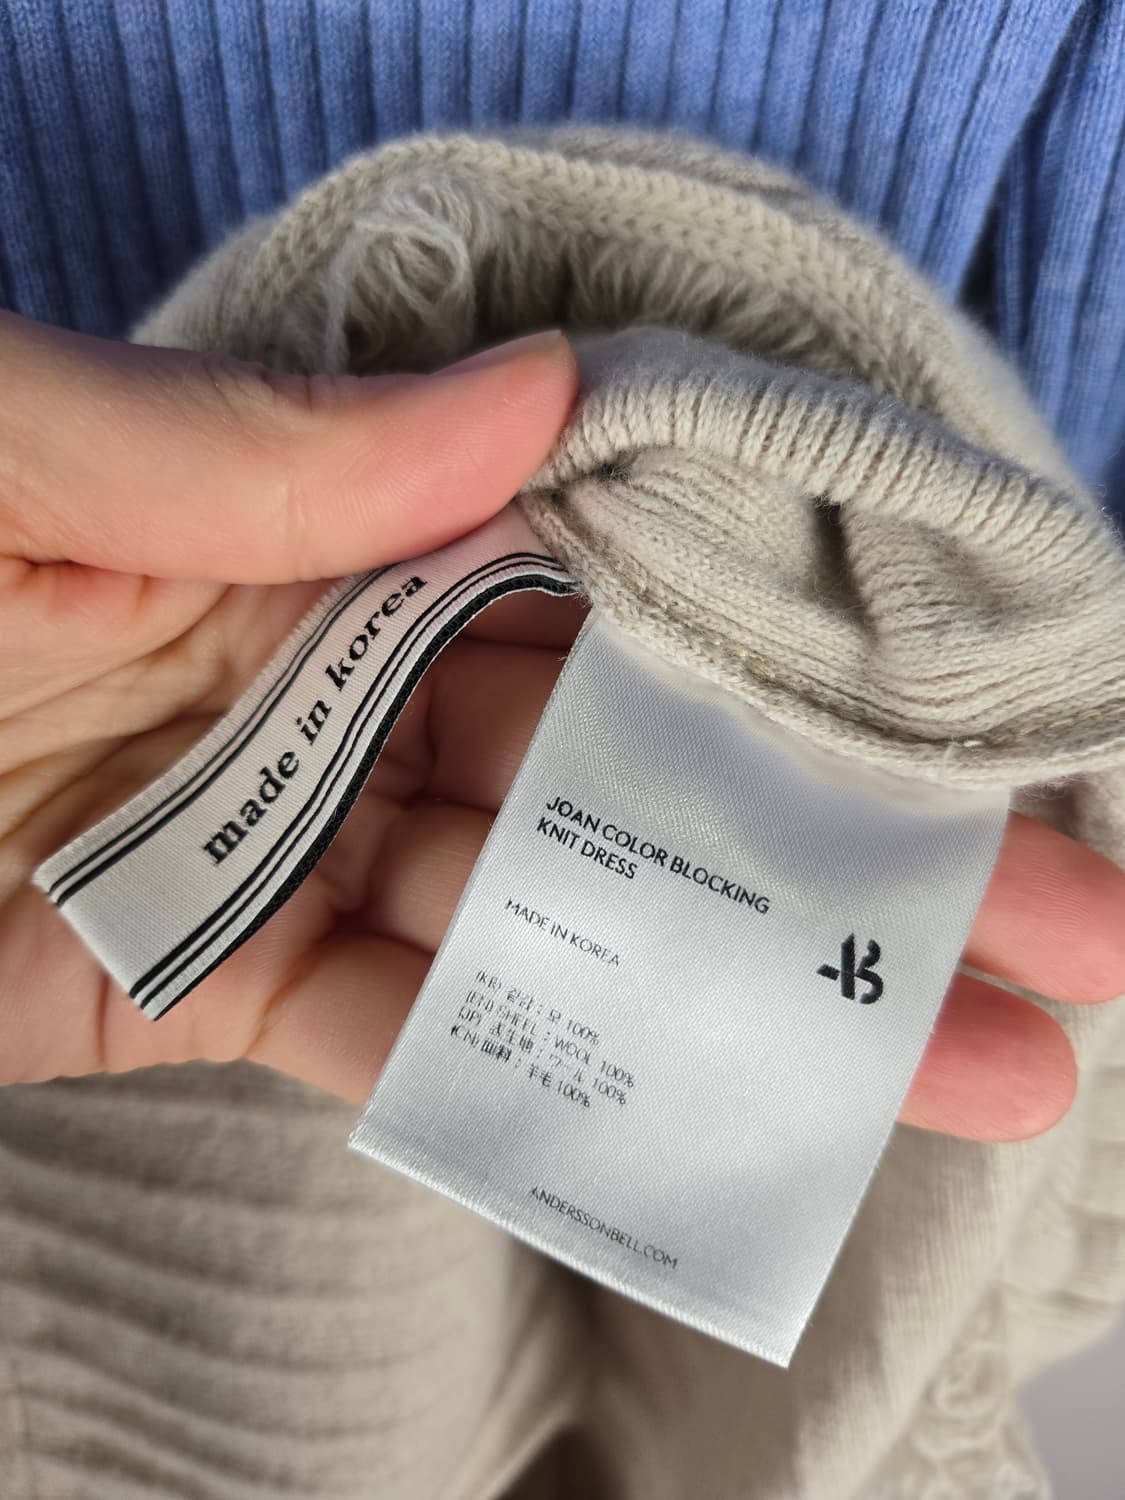 made in korea
JOAN COLOR BLOCKING
KNIT DRESS
MADE IN KOREA
(KR) 겉감 : 모 100%
(EN) SHELL : WOOL 100%
(JP) 表生地 : ウール 100%
(CN) 面料 : 羊毛 100%
ANDERSSONBELL.COM